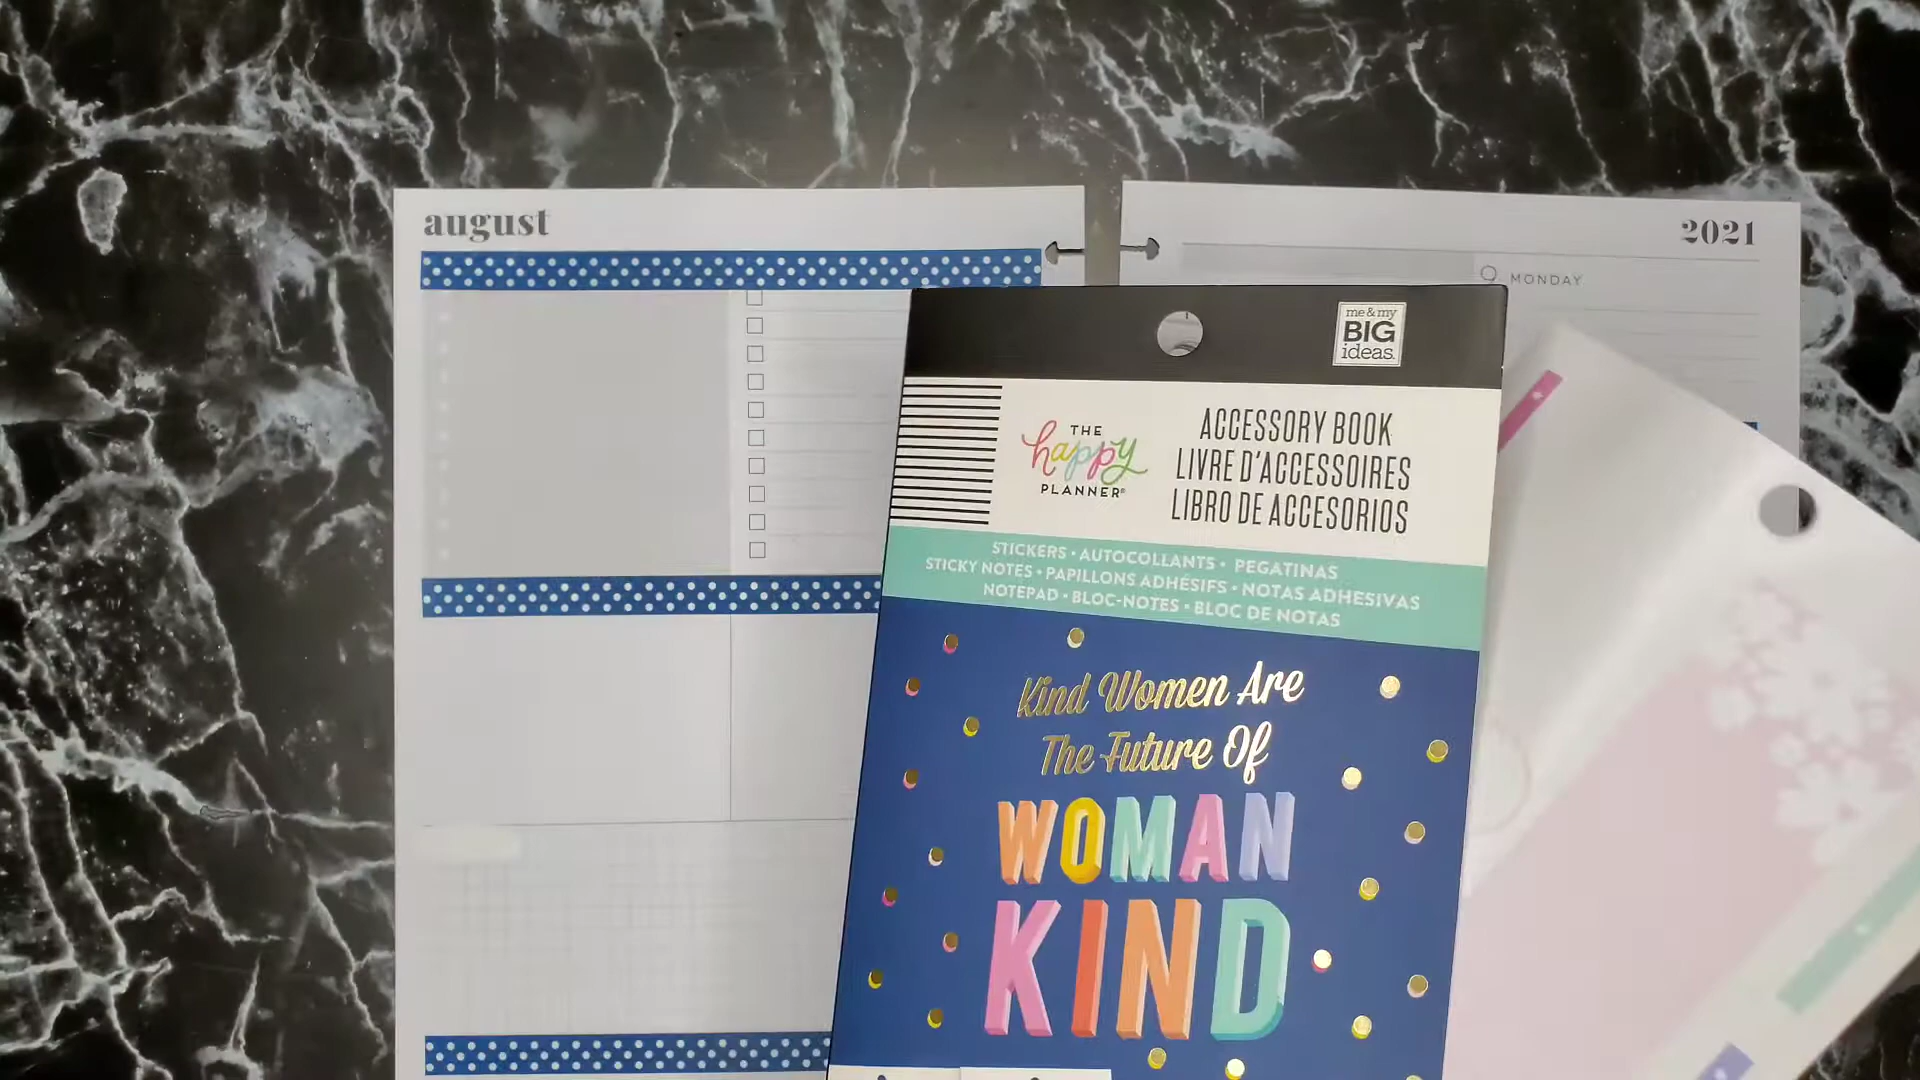 august
2021
MONDAY
me & my
BIG
ideas.
THE
happy
PLANNER®
ACCESSORY BOOK
LIVRE D'ACCESSOIRES
LIBRO DE ACCESORIOS
STICKERS • AUTOCOLLANTS • PEGATINAS
STICKY NOTES • PAPILLONS ADHÉSIFS • NOTAS ADHESIVAS
NOTEPAD • BLOC-NOTES • BLOC DE NOTAS
Kind Women Are
The Future Of
WOMAN
KIND